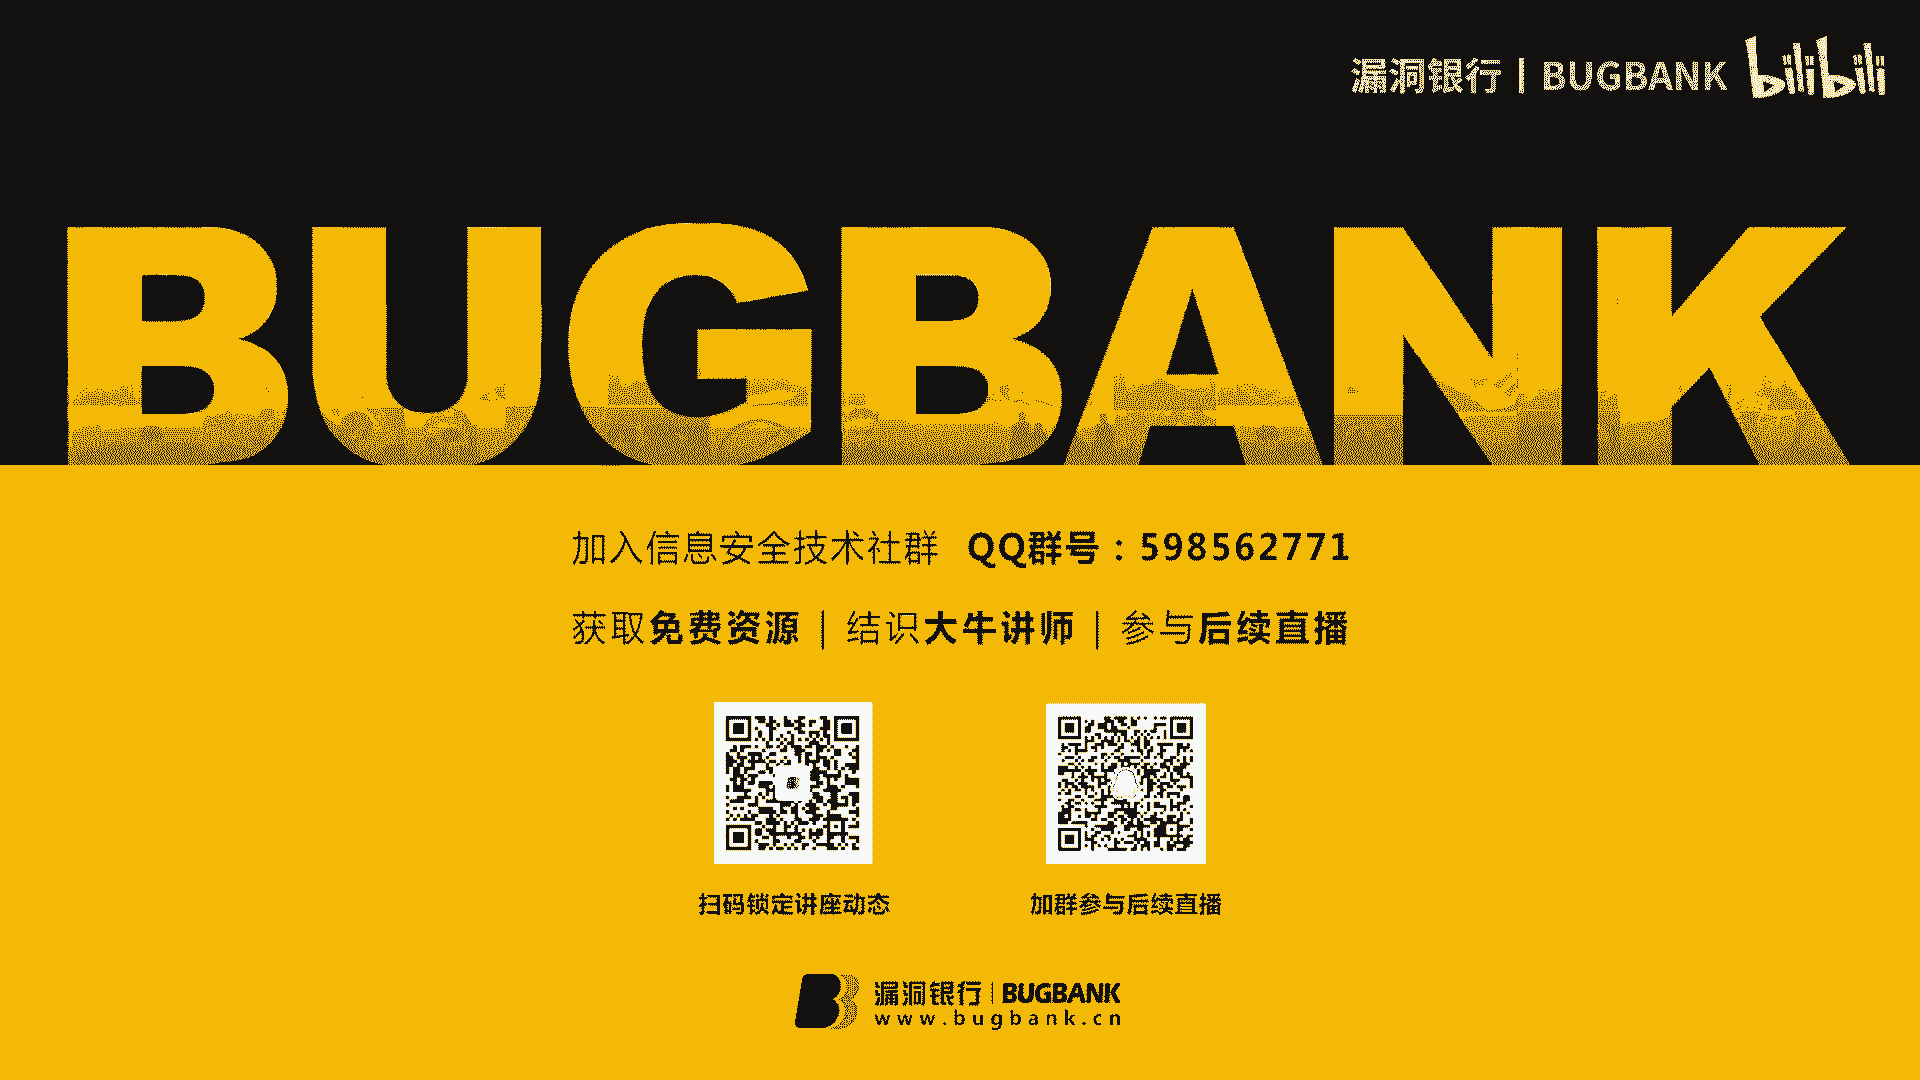 漏洞银行 | BUGBANK bilibili
BUGBANK
加入信息安全技术社群 QQ群号：598562771
获取免费资源 | 结识大牛讲师 | 参与后续直播
扫码锁定讲座动态 加群参与后续直播
漏洞银行 | BUGBANK
www.bugbank.cn